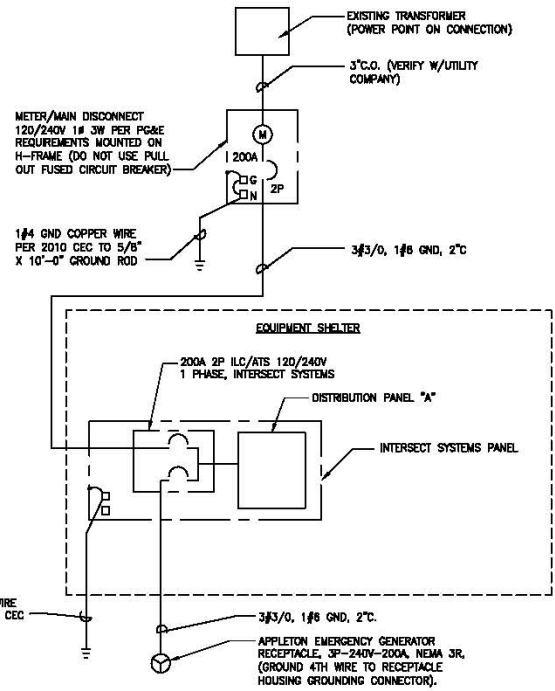 EXISTING TRANSFORMER
(POWER POINT ON CONNECTION)
3"C.O. (VERIFY W/UTILITY
COMPANY)
METER/MAIN DISCONNECT
120/240V 1ø 3W PER PG&E
REQUIREMENTS MOUNTED ON
H-FRAME (DO NOT USE PULL
OUT FUSED CIRCUIT BREAKER)
M
200A
2P
G
N
1#4 GND COPPER WIRE
PER 2010 CEC TO 5/8"
X 10'-0" GROUND ROD
3#3/0, 1#6 GND, 2"C
EQUIPMENT SHELTER
200A 2P ILC/ATS 120/240V
1 PHASE, INTERSECT SYSTEMS
DISTRIBUTION PANEL "A"
INTERSECT SYSTEMS PANEL
WIRE
CEC
3#3/0, 1#6 GND, 2"C.
APPLETON EMERGENCY GENERATOR
RECEPTACLE, 3P-240V-200A, NEMA 3R,
(GROUND 4TH WIRE TO RECEPTACLE
HOUSING GROUNDING CONNECTOR).